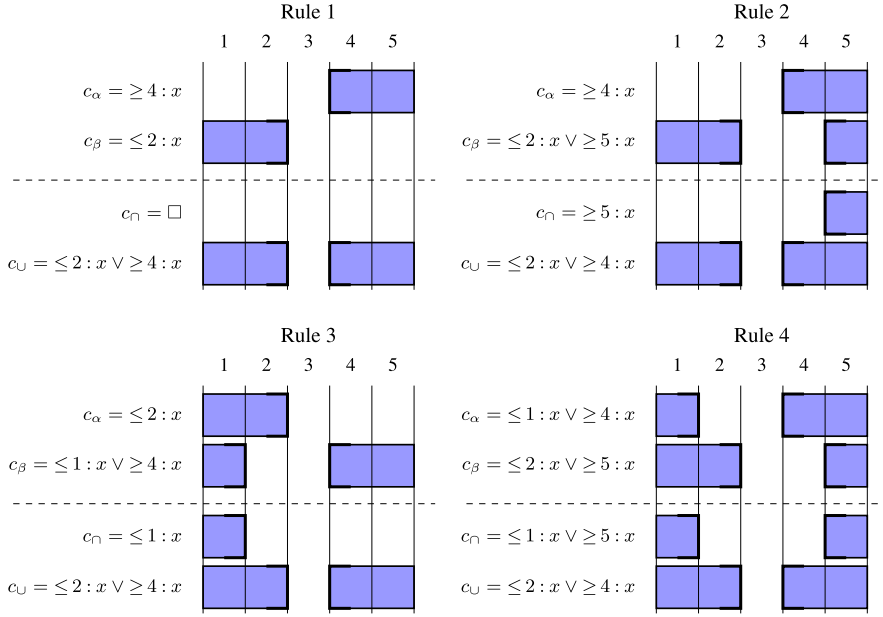 Rule 1
1 2 3 4 5
c_α = ≥ 4 : x
c_β = ≤ 2 : x
c_∩ = □
c_∪ = ≤ 2 : x ∨ ≥ 4 : x
Rule 2
1 2 3 4 5
c_α = ≥ 4 : x
c_β = ≤ 2 : x ∨ ≥ 5 : x
c_∩ = ≥ 5 : x
c_∪ = ≤ 2 : x ∨ ≥ 4 : x
Rule 3
1 2 3 4 5
c_α = ≤ 2 : x
c_β = ≤ 1 : x ∨ ≥ 4 : x
c_∩ = ≤ 1 : x
c_∪ = ≤ 2 : x ∨ ≥ 4 : x
Rule 4
1 2 3 4 5
c_α = ≤ 1 : x ∨ ≥ 4 : x
c_β = ≤ 2 : x ∨ ≥ 5 : x
c_∩ = ≤ 1 : x ∨ ≥ 5 : x
c_∪ = ≤ 2 : x ∨ ≥ 4 : x